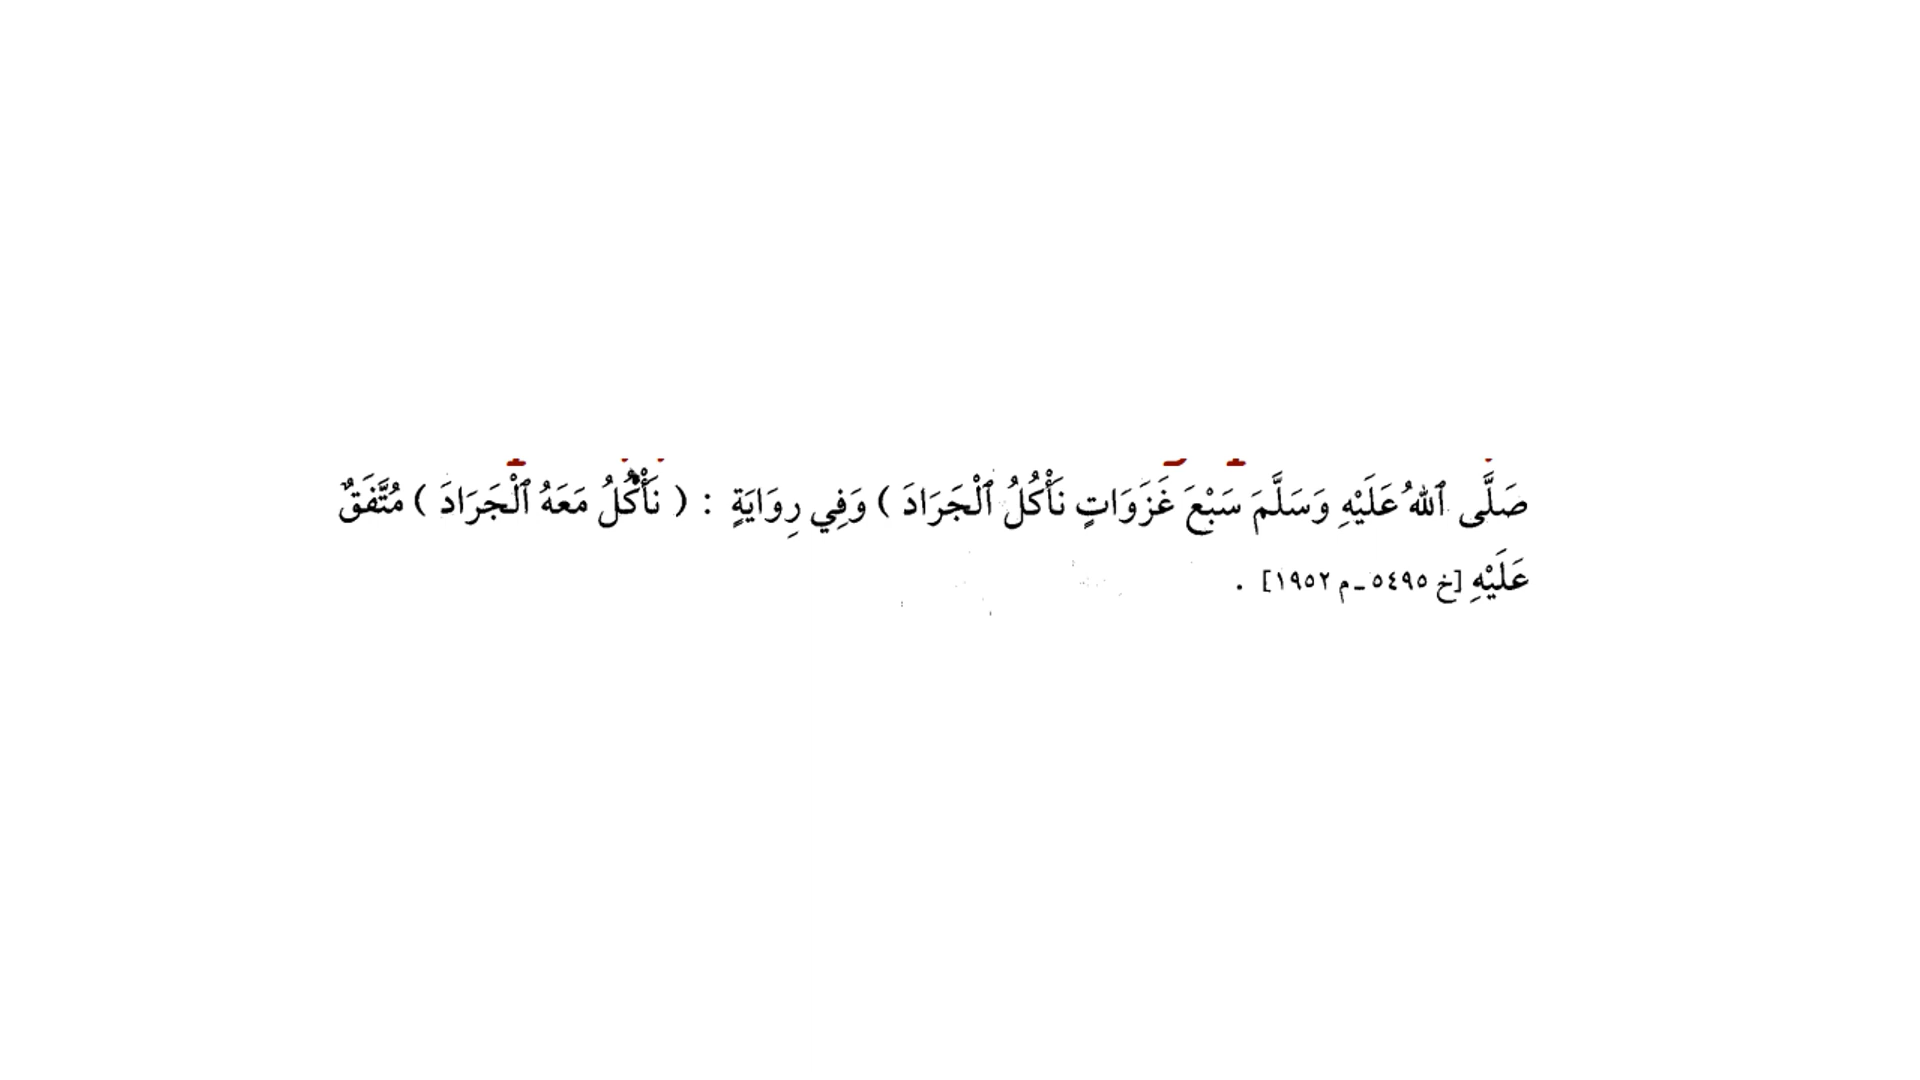 صَلَّى ٱللهُ عَلَيْهِ وَسَلَّمَ سَبْعَ غَزَوَاتٍ نَأْكُلُ ٱلْجَرَادَ ) وَفِي رِوَايَةٍ : ( نَأْكُلُ مَعَهُ ٱلْجَرَادَ ) مُتَّفَقٌ
عَلَيْهِ [خ ٥٤٩٥ ـ م ١٩٥٢] .